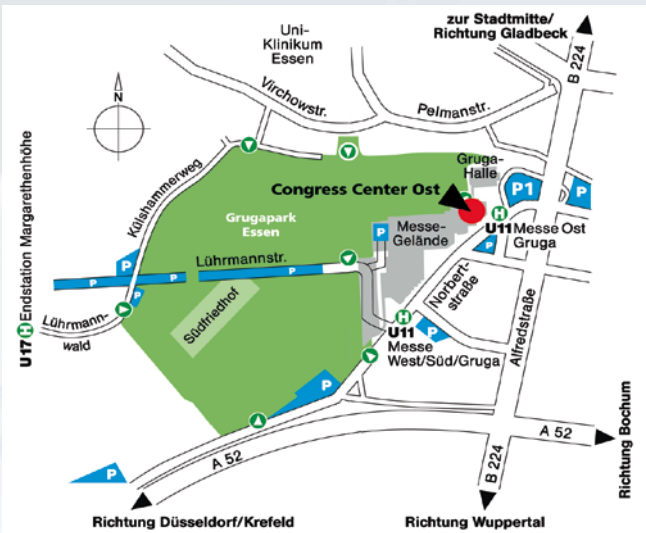 zur Stadtmitte/
Richtung Gladbeck
Uni-
Klinikum
Essen
B 224
N
Virchowstr.
Pelmanstr.
Külshammerweg
Gruga-
Halle
Congress Center Ost
P1
P
Grugapark
Essen
P
Messe-
Gelände
H
U11 Messe Ost
Gruga
P
Lührmannstr.
P
P
P
P
P
Norbert-
straße
Südfriedhof
U17 H Endstation Margarethenhöhe
Lührmann-
wald
H
U11
Messe
West/Süd/Gruga
P
Alfredstraße
P
A 52
A 52
P
B 224
Richtung Bochum
Richtung Düsseldorf/Krefeld
Richtung Wuppertal